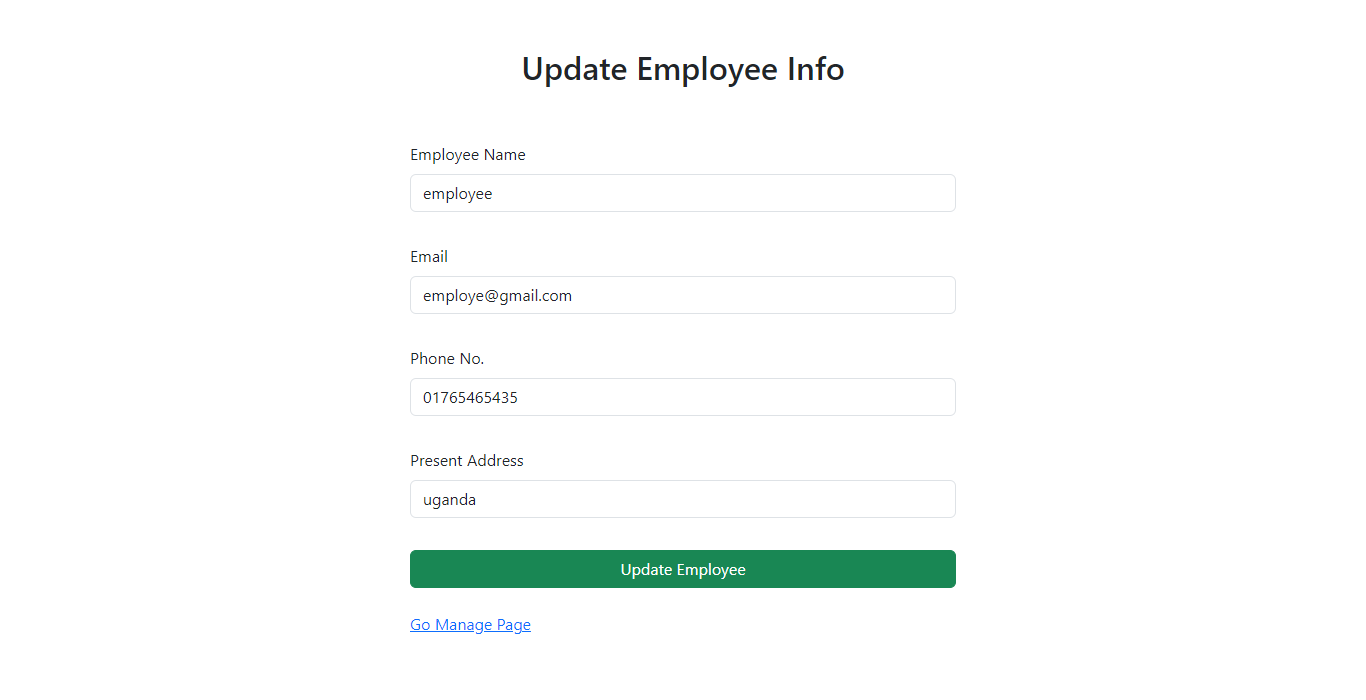 Update Employee Info
Employee Name
employee
Email
employe@gmail.com
Phone No.
01765465435
Present Address
uganda
Update Employee
Go Manage Page